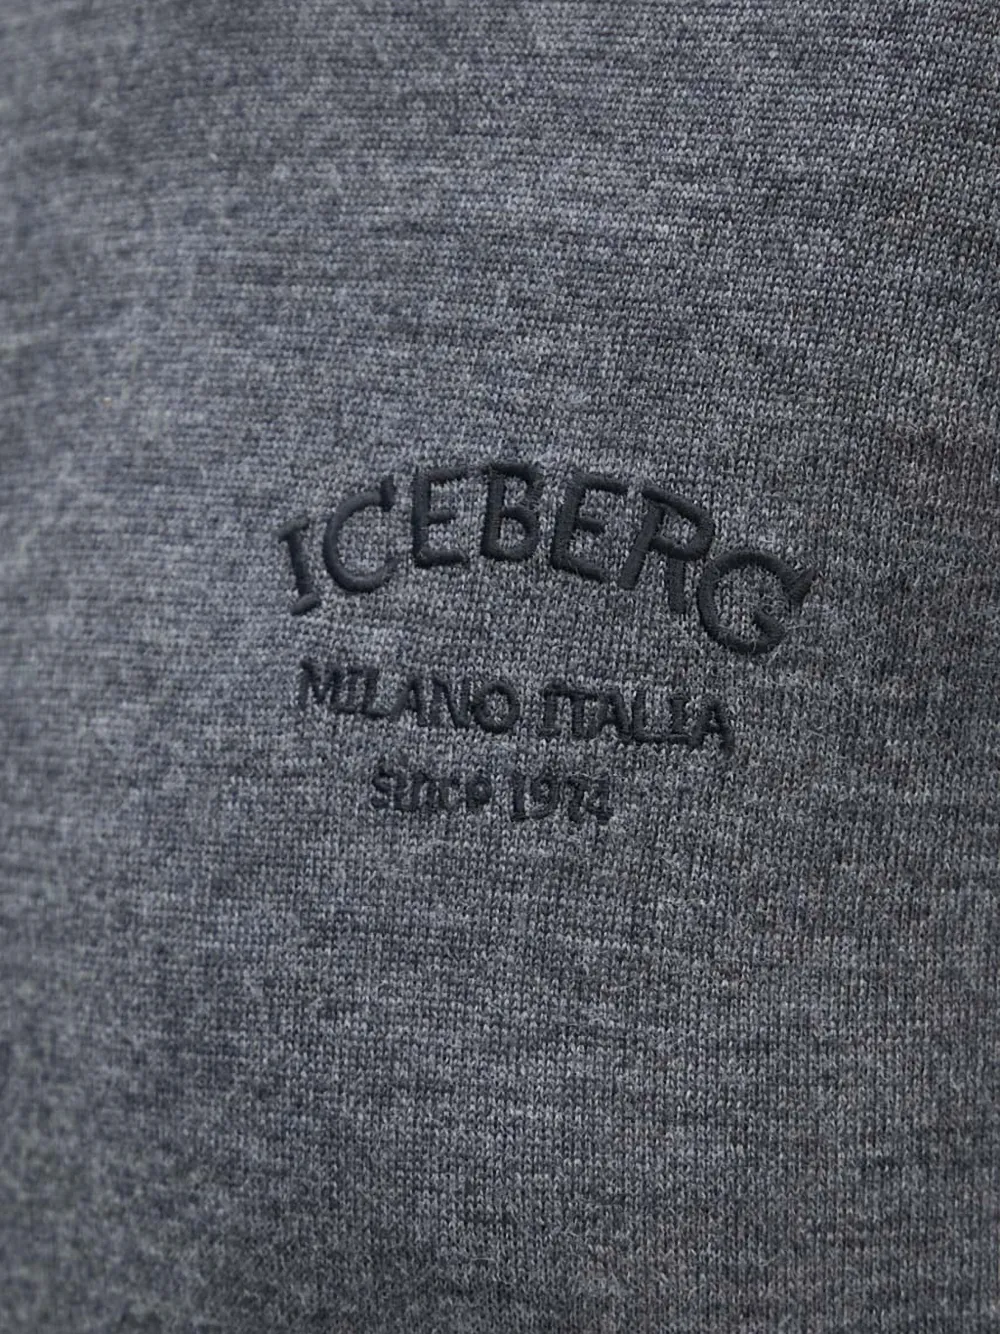 ICEBERG
MILANO ITALIA
since 1974